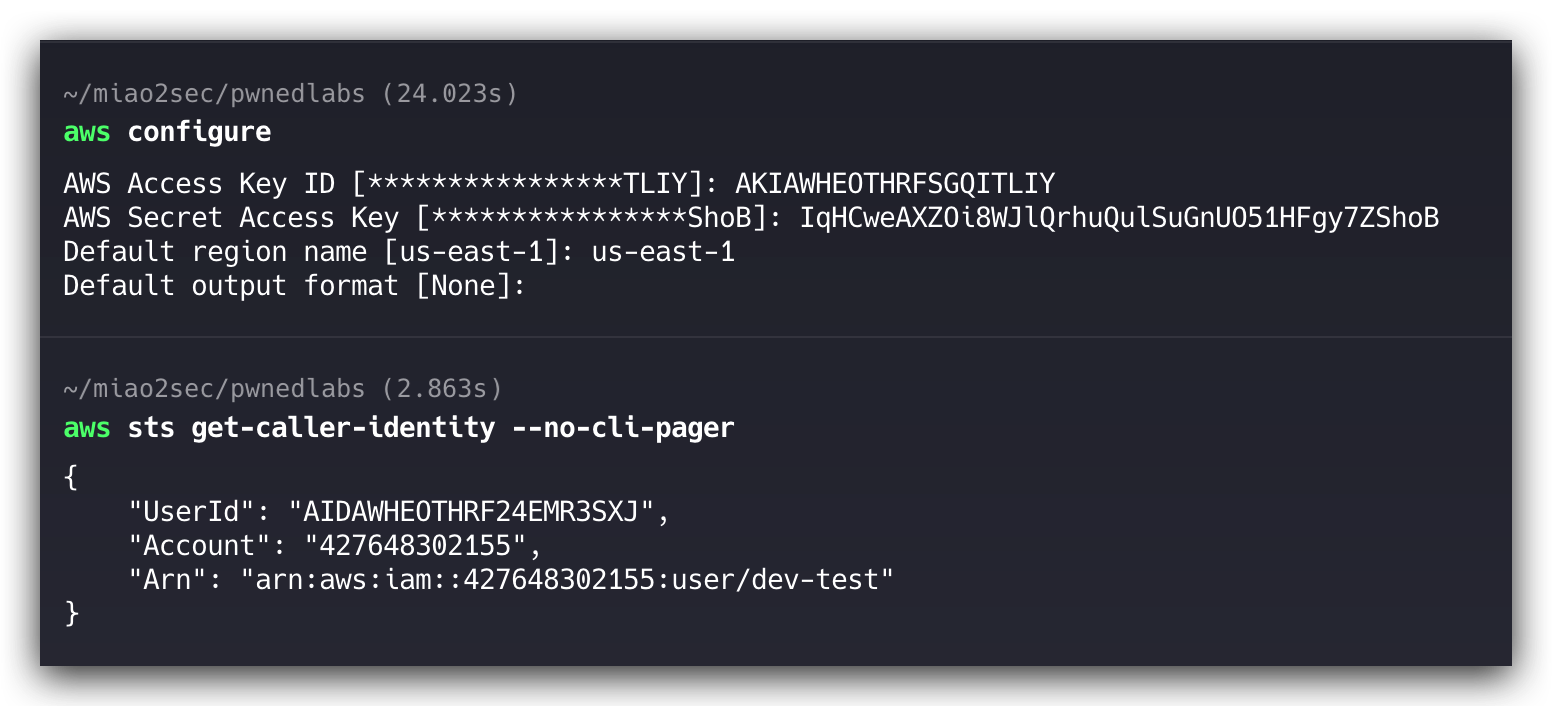 ~/miao2sec/pwnedlabs (24.023s)
aws configure
AWS Access Key ID [****************TLIY]: AKIAWHEOTHRFSGQITLIY
AWS Secret Access Key [****************ShoB]: 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
Default region name [us-east-1]: us-east-1
Default output format [None]:
~/miao2sec/pwnedlabs (2.863s)
aws sts get-caller-identity --no-cli-pager
{
    "UserId": "AIDAWHEOTHRF24EMR3SXJ",
    "Account": "427648302155",
    "Arn": "arn:aws:iam::427648302155:user/dev-test"
}